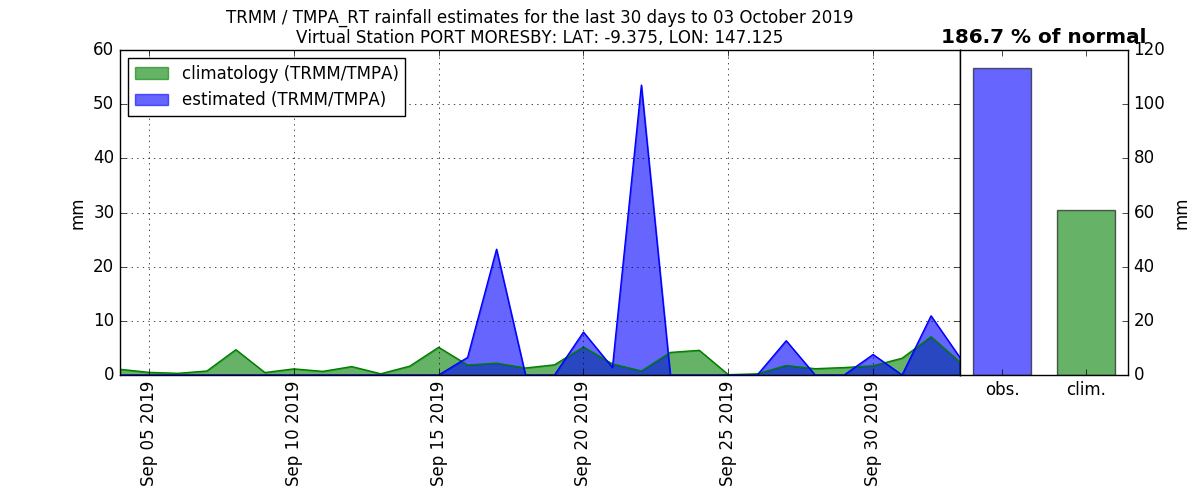 TRMM / TMPA_RT rainfall estimates for the last 30 days to 03 October 2019
Virtual Station PORT MORESBY: LAT: -9.375, LON: 147.125
186.7 % of normal
climatology (TRMM/TMPA)
estimated (TRMM/TMPA)
60
50
40
30
20
10
0
mm
Sep 05 2019
Sep 10 2019
Sep 15 2019
Sep 20 2019
Sep 25 2019
Sep 30 2019
120
100
80
60
40
20
0
mm
obs.
clim.